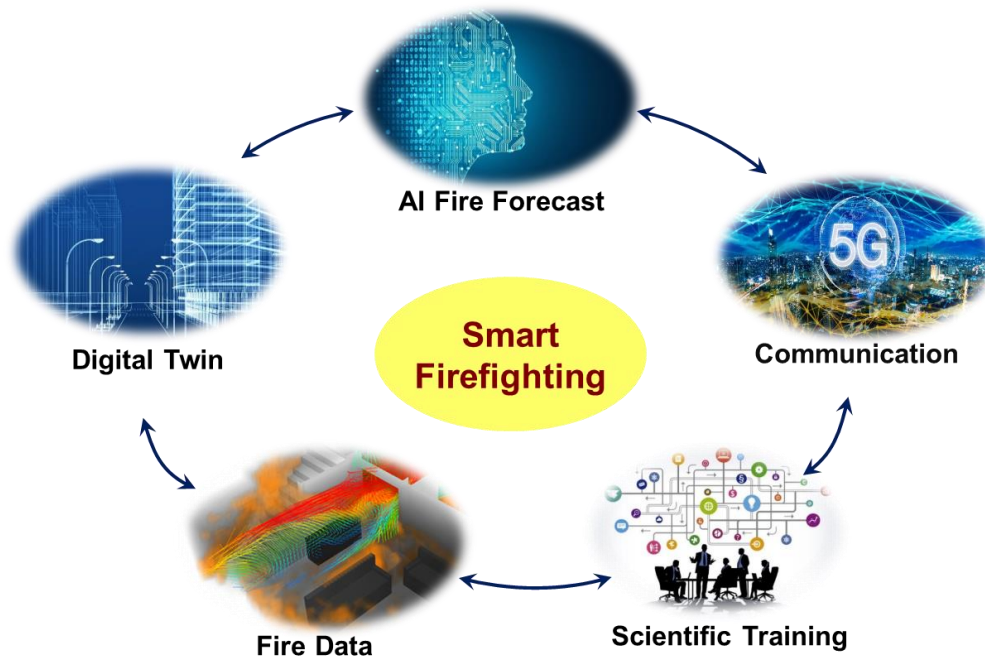 AI Fire Forecast
5G
Digital Twin
Communication
Smart
Firefighting
Fire Data
Scientific Training